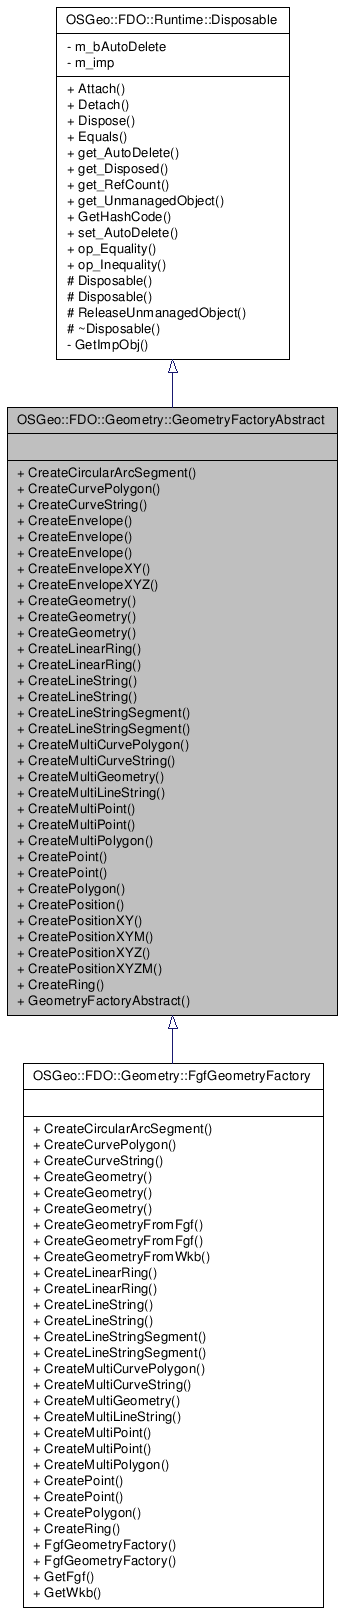 OSGeo::FDO::Runtime::Disposable
- m_bAutoDelete
- m_imp
+ Attach()
+ Detach()
+ Dispose()
+ Equals()
+ get_AutoDelete()
+ get_Disposed()
+ get_RefCount()
+ get_UnmanagedObject()
+ GetHashCode()
+ set_AutoDelete()
+ op_Equality()
+ op_Inequality()
# Disposable()
# Disposable()
# ReleaseUnmanagedObject()
# ~Disposable()
- GetImpObj()
OSGeo::FDO::Geometry::GeometryFactoryAbstract
+ CreateCircularArcSegment()
+ CreateCurvePolygon()
+ CreateCurveString()
+ CreateEnvelope()
+ CreateEnvelope()
+ CreateEnvelope()
+ CreateEnvelopeXY()
+ CreateEnvelopeXYZ()
+ CreateGeometry()
+ CreateGeometry()
+ CreateGeometry()
+ CreateLinearRing()
+ CreateLinearRing()
+ CreateLineString()
+ CreateLineString()
+ CreateLineStringSegment()
+ CreateLineStringSegment()
+ CreateMultiCurvePolygon()
+ CreateMultiCurveString()
+ CreateMultiGeometry()
+ CreateMultiLineString()
+ CreateMultiPoint()
+ CreateMultiPoint()
+ CreateMultiPolygon()
+ CreatePoint()
+ CreatePoint()
+ CreatePolygon()
+ CreatePosition()
+ CreatePositionXY()
+ CreatePositionXYM()
+ CreatePositionXYZ()
+ CreatePositionXYZM()
+ CreateRing()
+ GeometryFactoryAbstract()
OSGeo::FDO::Geometry::FgfGeometryFactory
+ CreateCircularArcSegment()
+ CreateCurvePolygon()
+ CreateCurveString()
+ CreateGeometry()
+ CreateGeometry()
+ CreateGeometry()
+ CreateGeometryFromFgf()
+ CreateGeometryFromFgf()
+ CreateGeometryFromWkb()
+ CreateLinearRing()
+ CreateLinearRing()
+ CreateLineString()
+ CreateLineString()
+ CreateLineStringSegment()
+ CreateLineStringSegment()
+ CreateMultiCurvePolygon()
+ CreateMultiCurveString()
+ CreateMultiGeometry()
+ CreateMultiLineString()
+ CreateMultiPoint()
+ CreateMultiPoint()
+ CreateMultiPolygon()
+ CreatePoint()
+ CreatePoint()
+ CreatePolygon()
+ CreateRing()
+ FgfGeometryFactory()
+ FgfGeometryFactory()
+ GetFgf()
+ GetWkb()